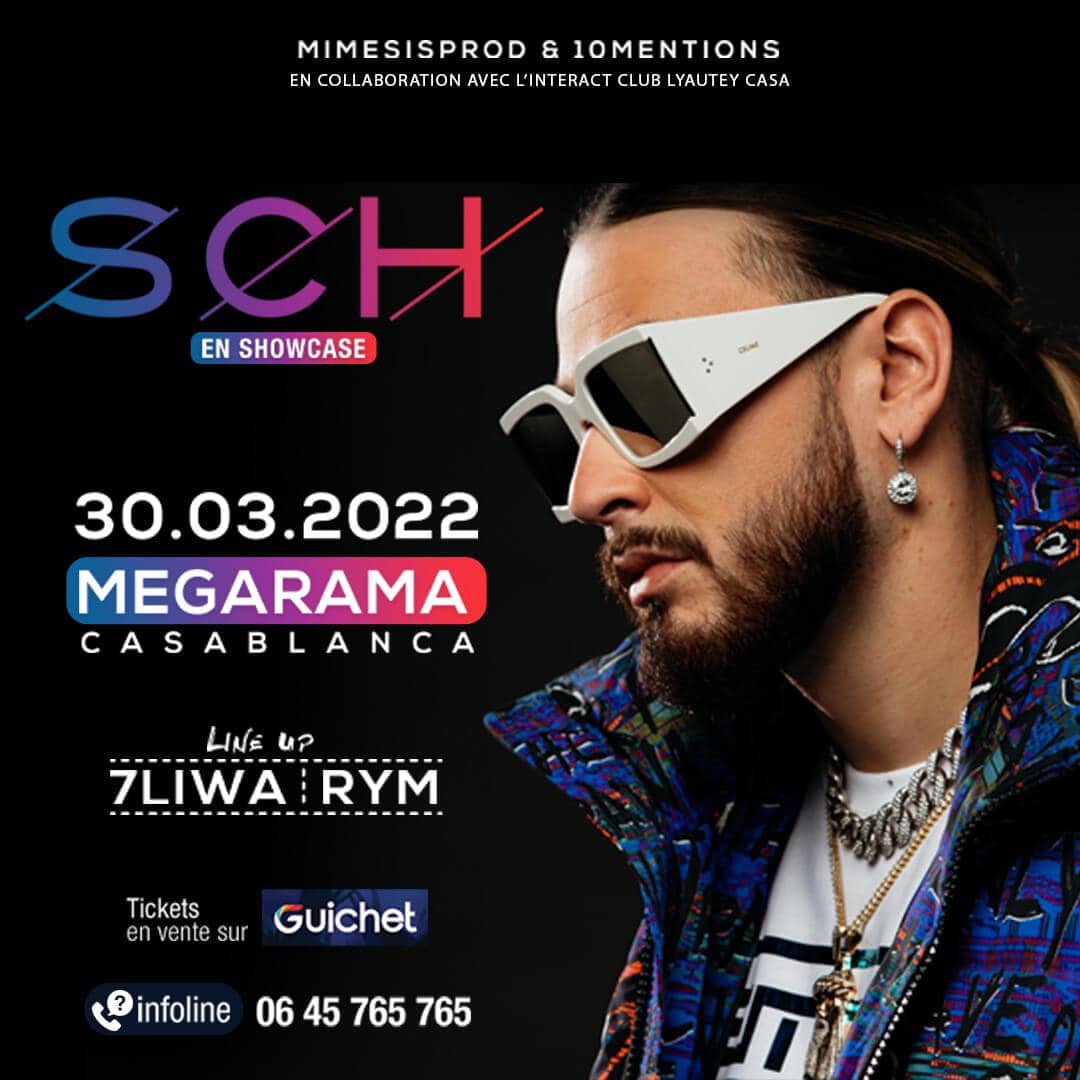 MIMESISPROD & 10MENTIONS
EN COLLABORATION AVEC L'INTERACT CLUB LYAUTEY CASA
SCH
EN SHOWCASE
CELINE
30.03.2022
MEGARAMA
CASABLANCA
LINE UP
7LIWA RYM
Tickets
en vente sur
Guichet
? infoline 06 45 765 765